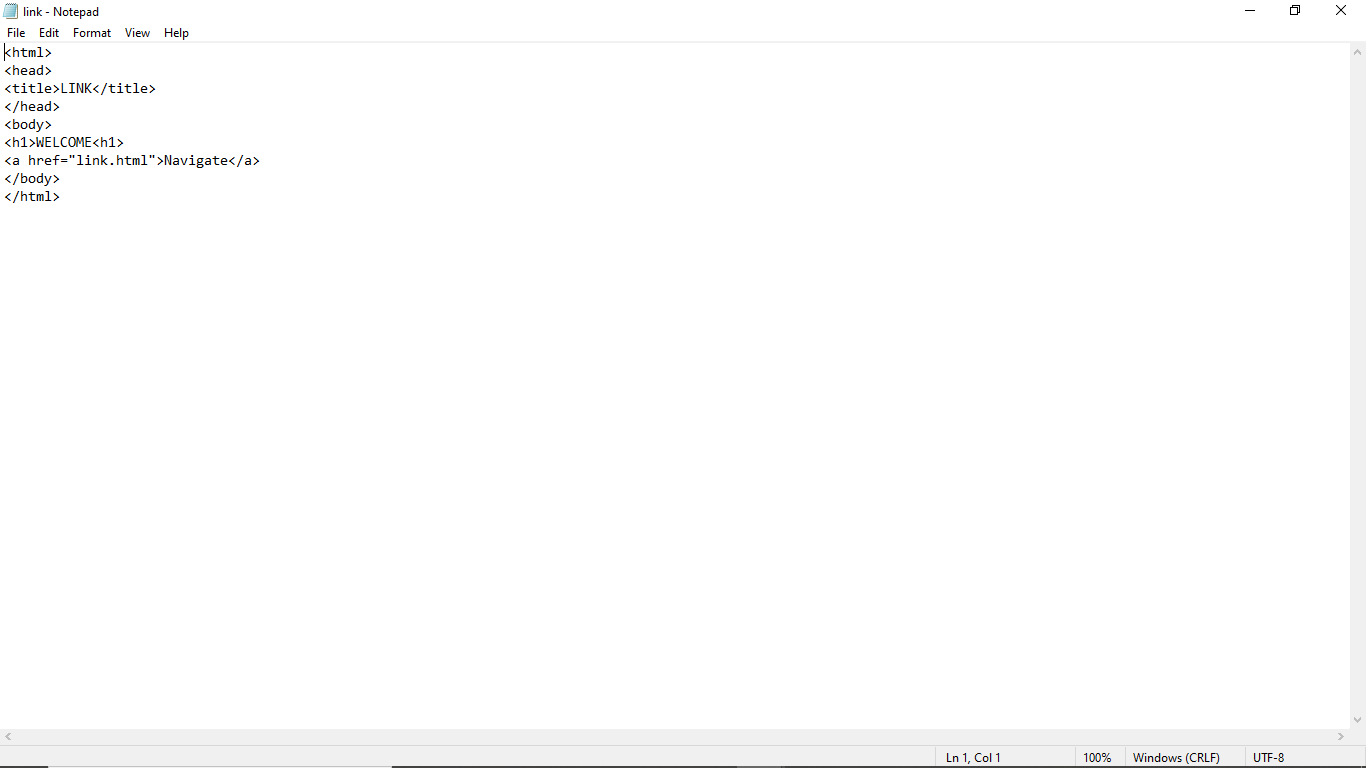 link - Notepad
File Edit Format View Help
<html>
<head>
<title>LINK</title>
</head>
<body>
<h1>WELCOME<h1>
<a href="link.html">Navigate</a>
</body>
</html>
Ln 1, Col 1 100% Windows (CRLF) UTF-8